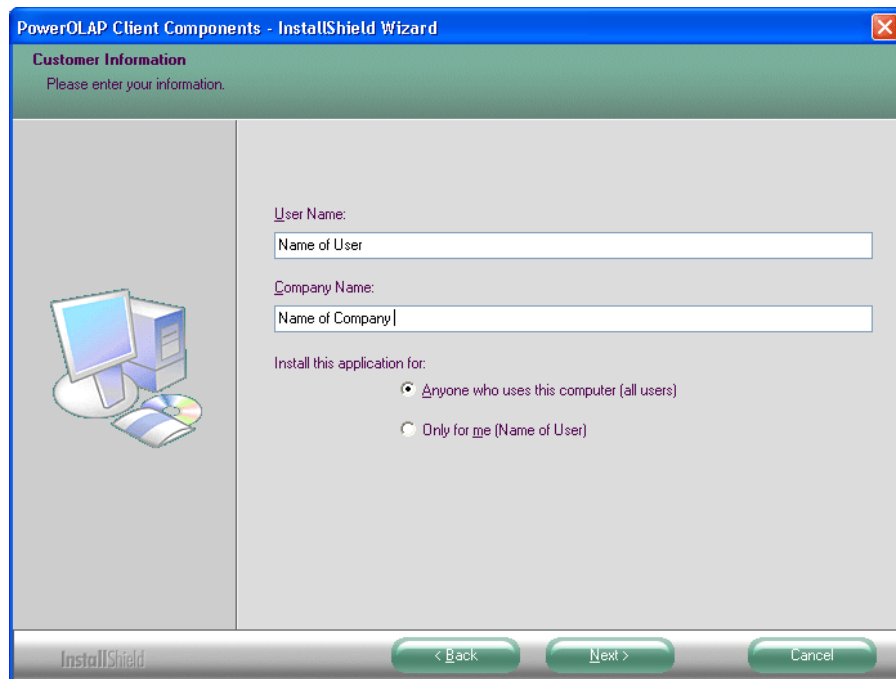 PowerOLAP Client Components - InstallShield Wizard
Customer Information
Please enter your information.
User Name:
Name of User
Company Name:
Name of Company
Install this application for:
Anyone who uses this computer (all users)
Only for me (Name of User)
InstallShield
< Back
Next >
Cancel